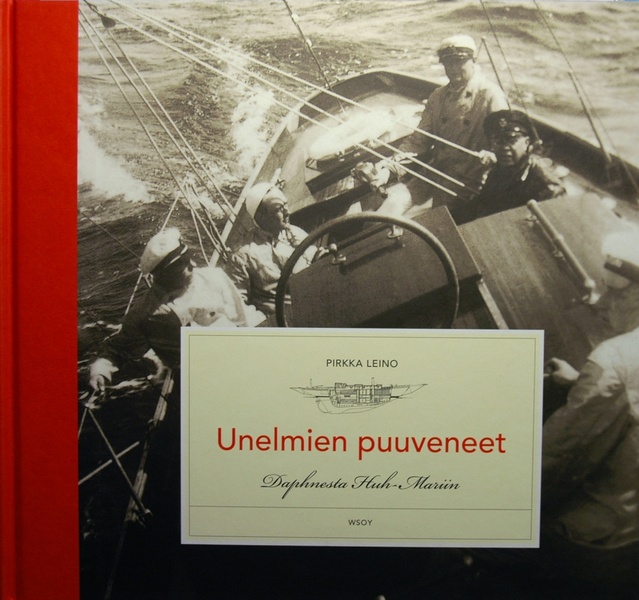 PIRKKA LEINO
Unelmien puuveneet
Daphnesta Huh-Mariin
WSOY